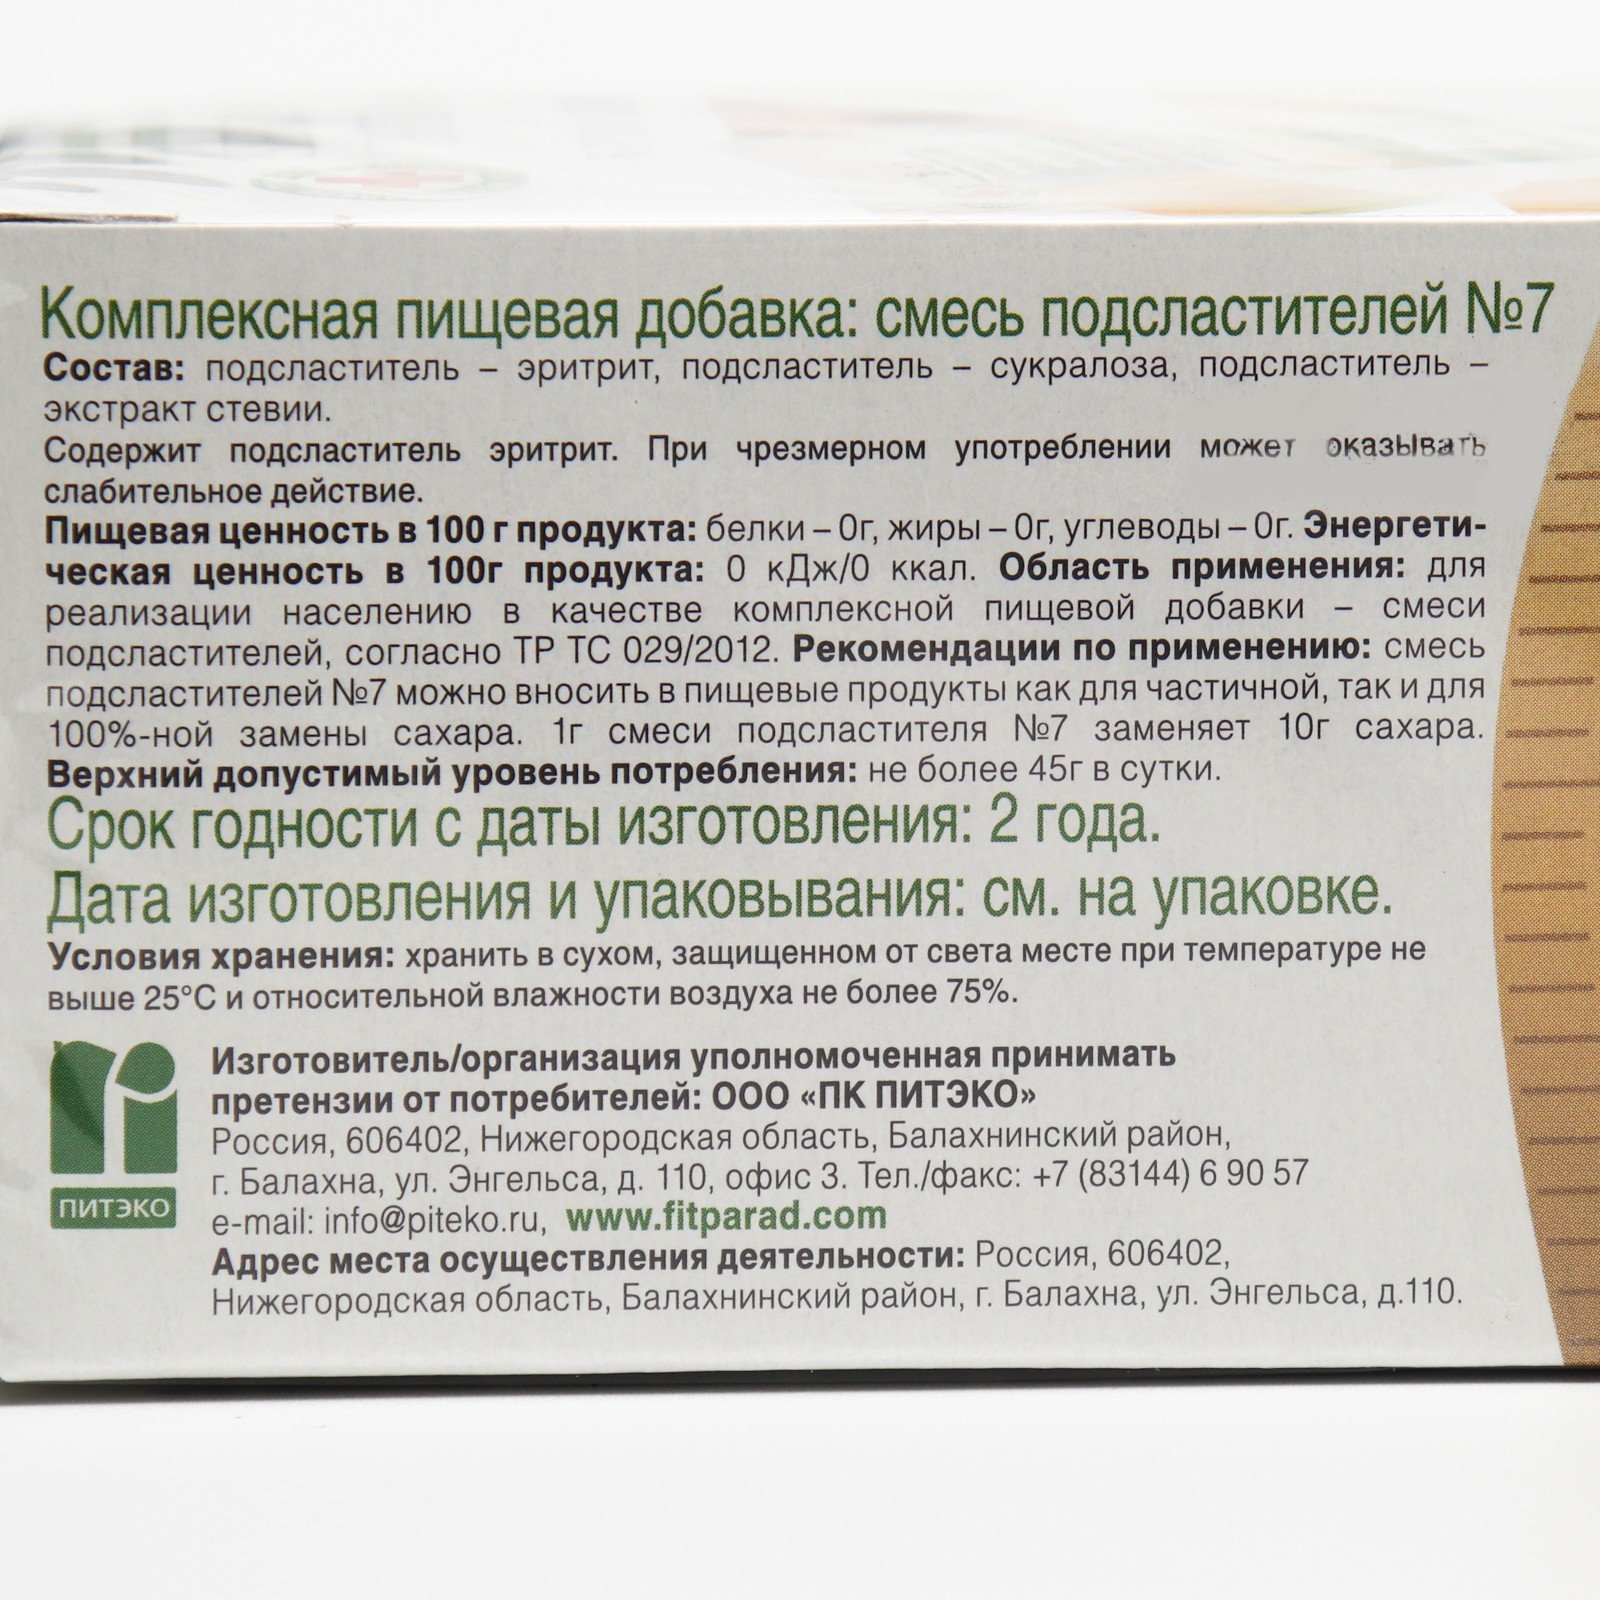 Комплексная пищевая добавка: смесь подсластителей №7
Состав: подсластитель – эритрит, подсластитель – сукралоза, подсластитель –
экстракт стевии.
Содержит подсластитель эритрит. При чрезмерном употреблении может оказывать
слабительное действие.
Пищевая ценность в 100 г продукта: белки – 0г, жиры – 0г, углеводы – 0г. Энергети-
ческая ценность в 100г продукта: 0 кДж/0 ккал. Область применения: для
реализации населению в качестве комплексной пищевой добавки – смеси
подсластителей, согласно ТР ТС 029/2012. Рекомендации по применению: смесь
подсластителей №7 можно вносить в пищевые продукты как для частичной, так и для
100%-ной замены сахара. 1г смеси подсластителя №7 заменяет 10г сахара.
Верхний допустимый уровень потребления: не более 45г в сутки.
Срок годности с даты изготовления: 2 года.
Дата изготовления и упаковывания: см. на упаковке.
Условия хранения: хранить в сухом, защищенном от света месте при температуре не
выше 25°С и относительной влажности воздуха не более 75%.
Изготовитель/организация уполномоченная принимать
претензии от потребителей: ООО «ПК ПИТЭКО»
Россия, 606402, Нижегородская область, Балахнинский район,
г. Балахна, ул. Энгельса, д. 110, офис 3. Тел./факс: +7 (83144) 6 90 57
e-mail: info@piteko.ru, www.fitparad.com
Адрес места осуществления деятельности: Россия, 606402,
Нижегородская область, Балахнинский район, г. Балахна, ул. Энгельса, д.110.
ПИТЭКО